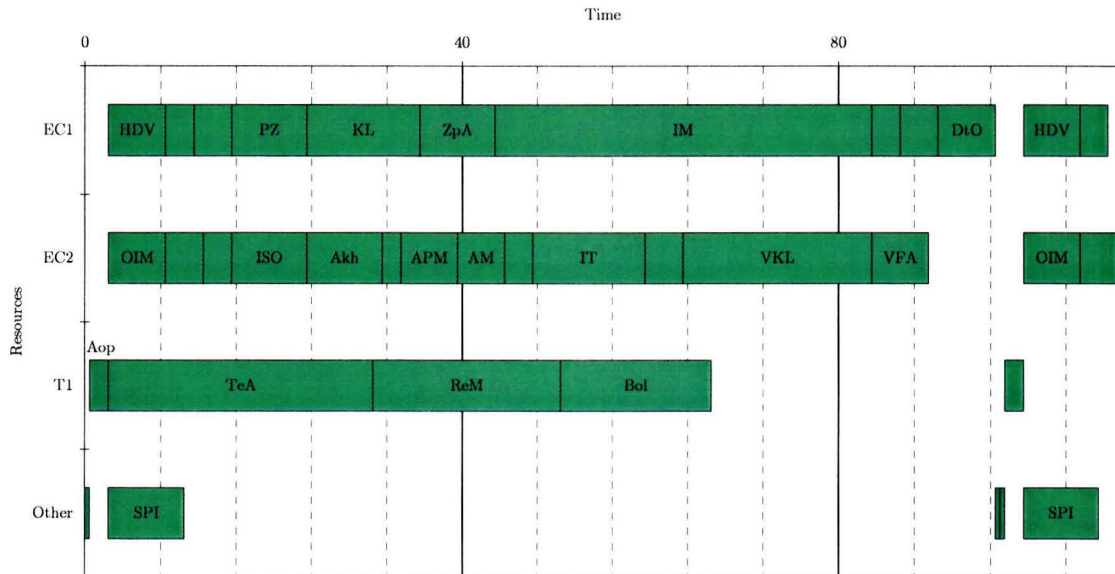 Time
0 40 80
EC1 HDV PZ KL ZpA IM DtO HDV
EC2 OIM ISO Akh APM AM IT VKL VFA OIM
Resources
Aop
T1 TeA ReM Bol
Other SPI SPI